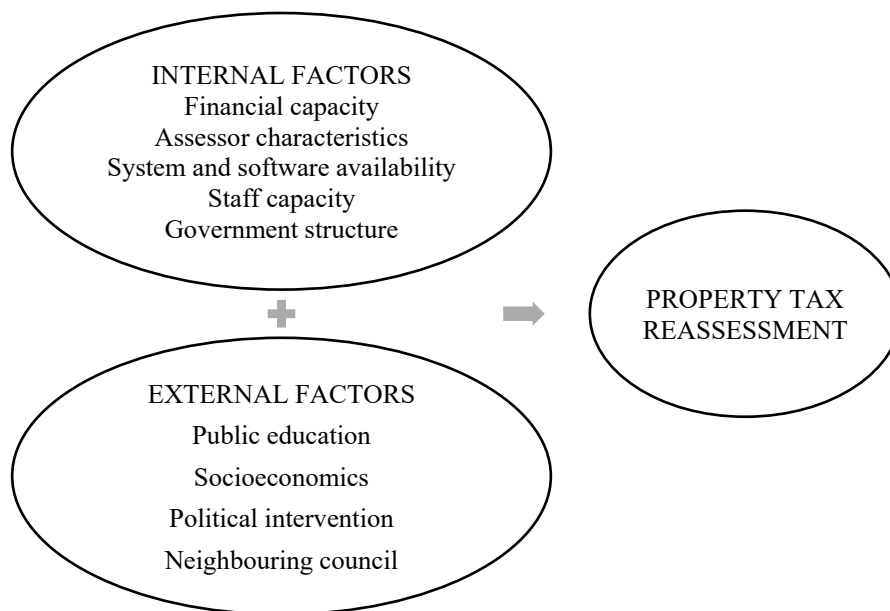 INTERNAL FACTORS
Financial capacity
Assessor characteristics
System and software availability
Staff capacity
Government structure
EXTERNAL FACTORS
Public education
Socioeconomics
Political intervention
Neighbouring council
PROPERTY TAX
REASSESSMENT